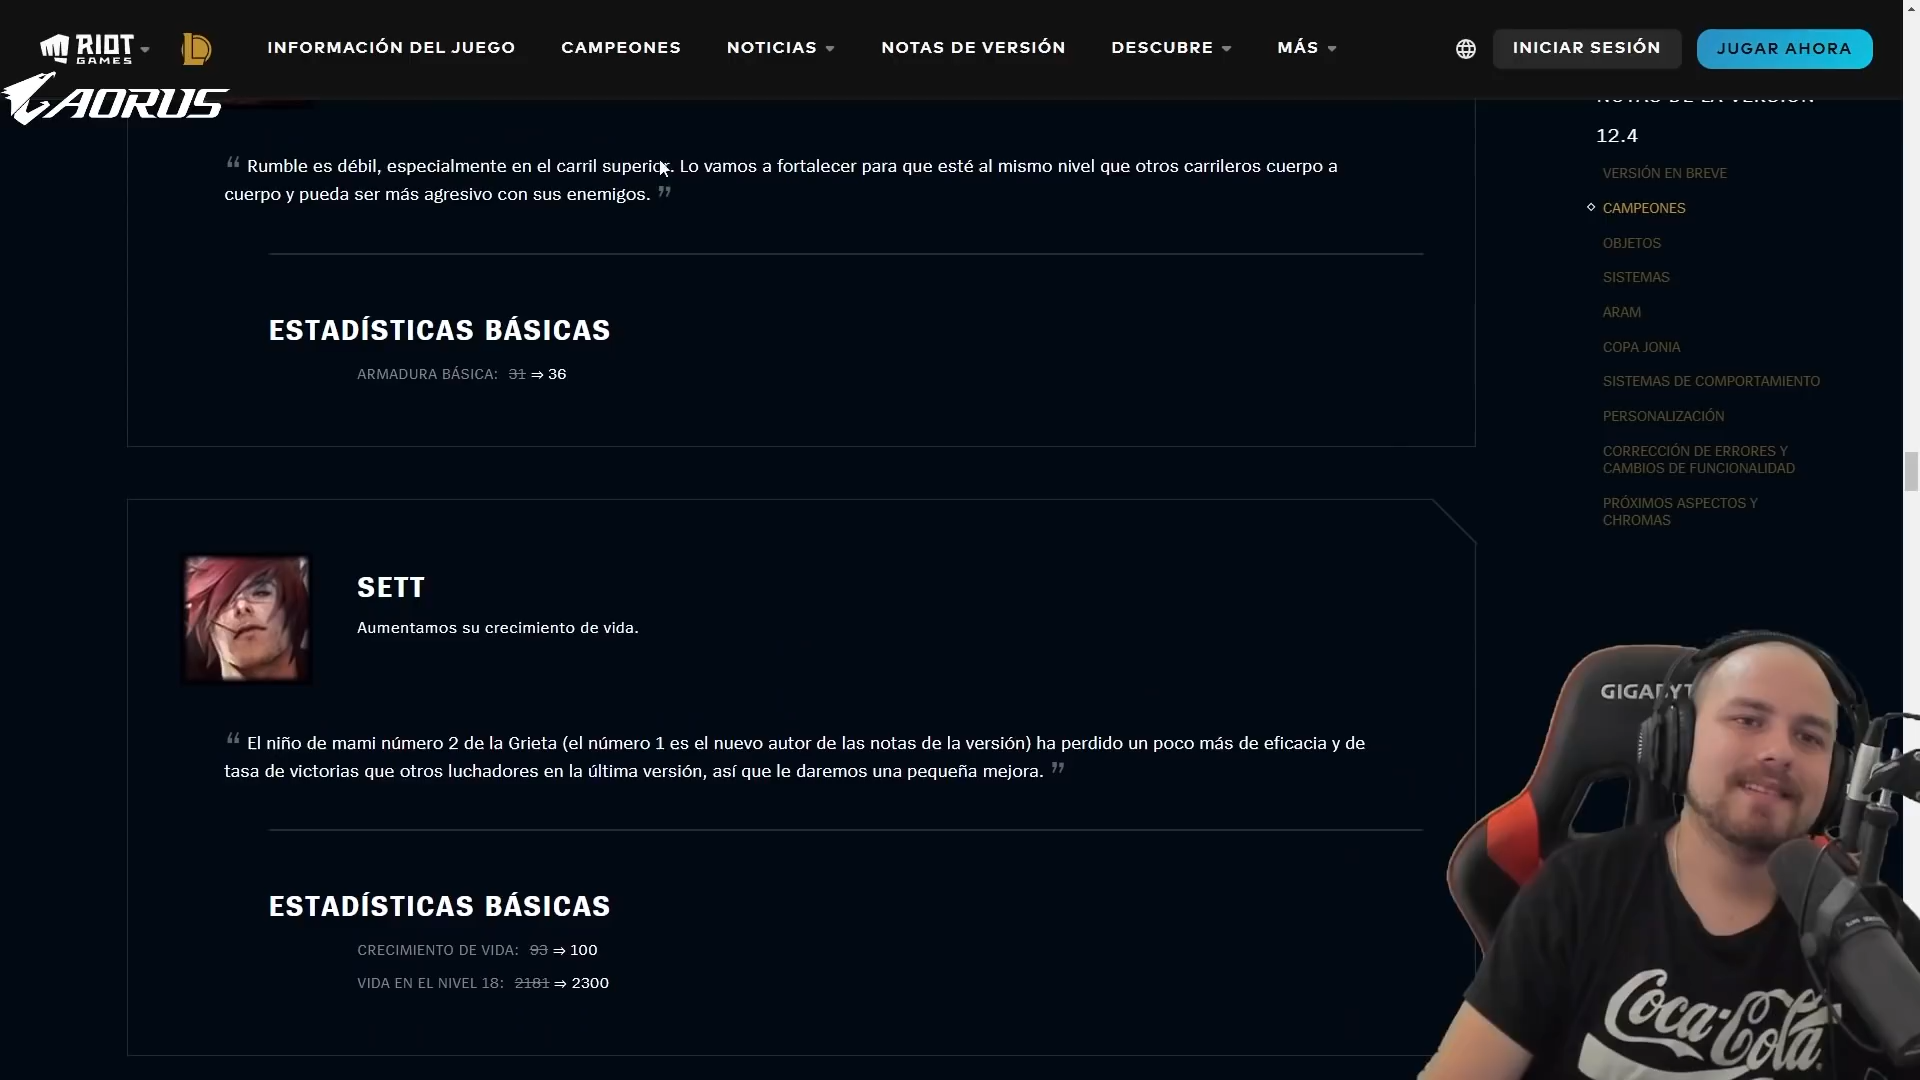 RIOT
GAMES
INFORMACIÓN DEL JUEGO
CAMPEONES
NOTICIAS
NOTAS DE VERSIÓN
DESCUBRE
MÁS
INICIAR SESIÓN
JUGAR AHORA
AORUS
“ Rumble es débil, especialmente en el carril superior. Lo vamos a fortalecer para que esté al mismo nivel que otros carrileros cuerpo a
cuerpo y pueda ser más agresivo con sus enemigos. ”
ESTADÍSTICAS BÁSICAS
ARMADURA BÁSICA: 31 ⇒ 36
SETT
Aumentamos su crecimiento de vida.
“ El niño de mami número 2 de la Grieta (el número 1 es el nuevo autor de las notas de la versión) ha perdido un poco más de eficacia y de
tasa de victorias que otros luchadores en la última versión, así que le daremos una pequeña mejora. ”
ESTADÍSTICAS BÁSICAS
CRECIMIENTO DE VIDA: 93 ⇒ 100
VIDA EN EL NIVEL 18: 2181 ⇒ 2300
NOTAS DE LA VERSIÓN
12.4
VERSIÓN EN BREVE
CAMPEONES
OBJETOS
SISTEMAS
ARAM
COPA JONIA
SISTEMAS DE COMPORTAMIENTO
PERSONALIZACIÓN
CORRECCIÓN DE ERRORES Y
CAMBIOS DE FUNCIONALIDAD
PRÓXIMOS ASPECTOS Y
CHROMAS
GIGABYT
Coca-Cola